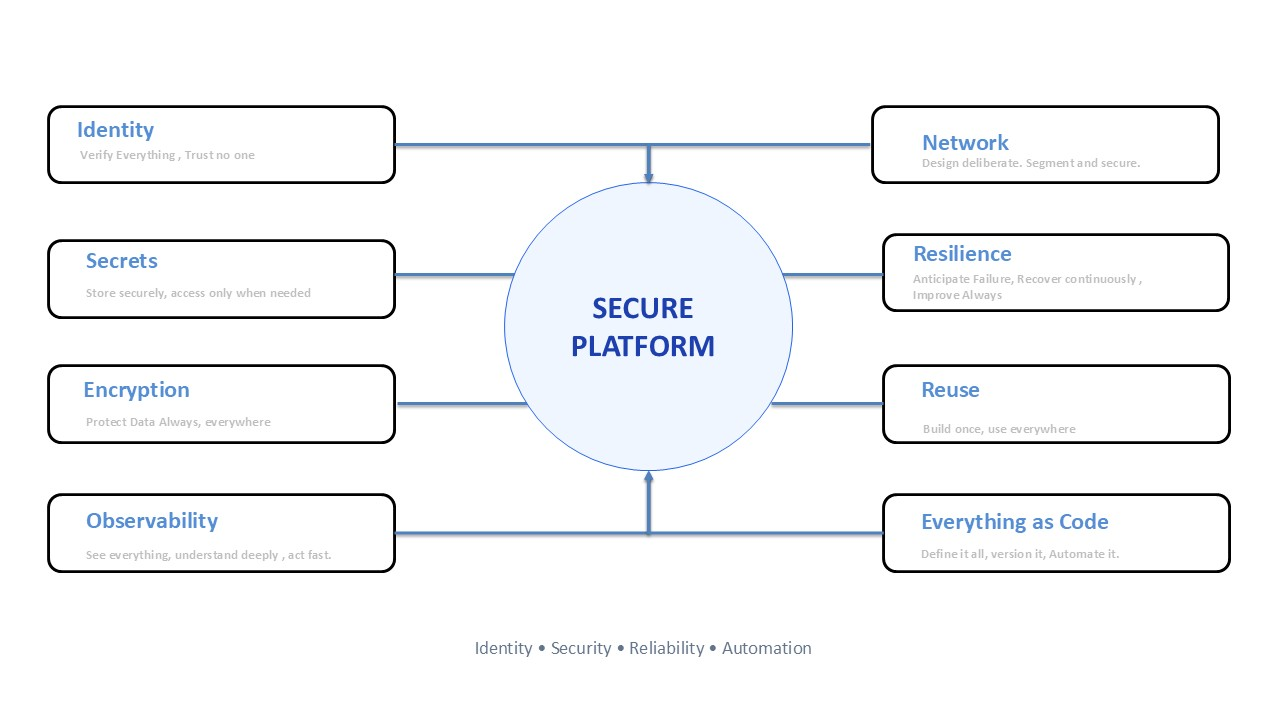 Identity
Verify Everything , Trust no one
Network
Design deliberate. Segment and secure.
Secrets
Store securely, access only when needed
Resilience
Anticipate Failure, Recover continuously ,
Improve Always
SECURE
PLATFORM
Encryption
Protect Data Always, everywhere
Reuse
Build once, use everywhere
Observability
See everything, understand deeply , act fast.
Everything as Code
Define it all, version it, Automate it.
Identity • Security • Reliability • Automation